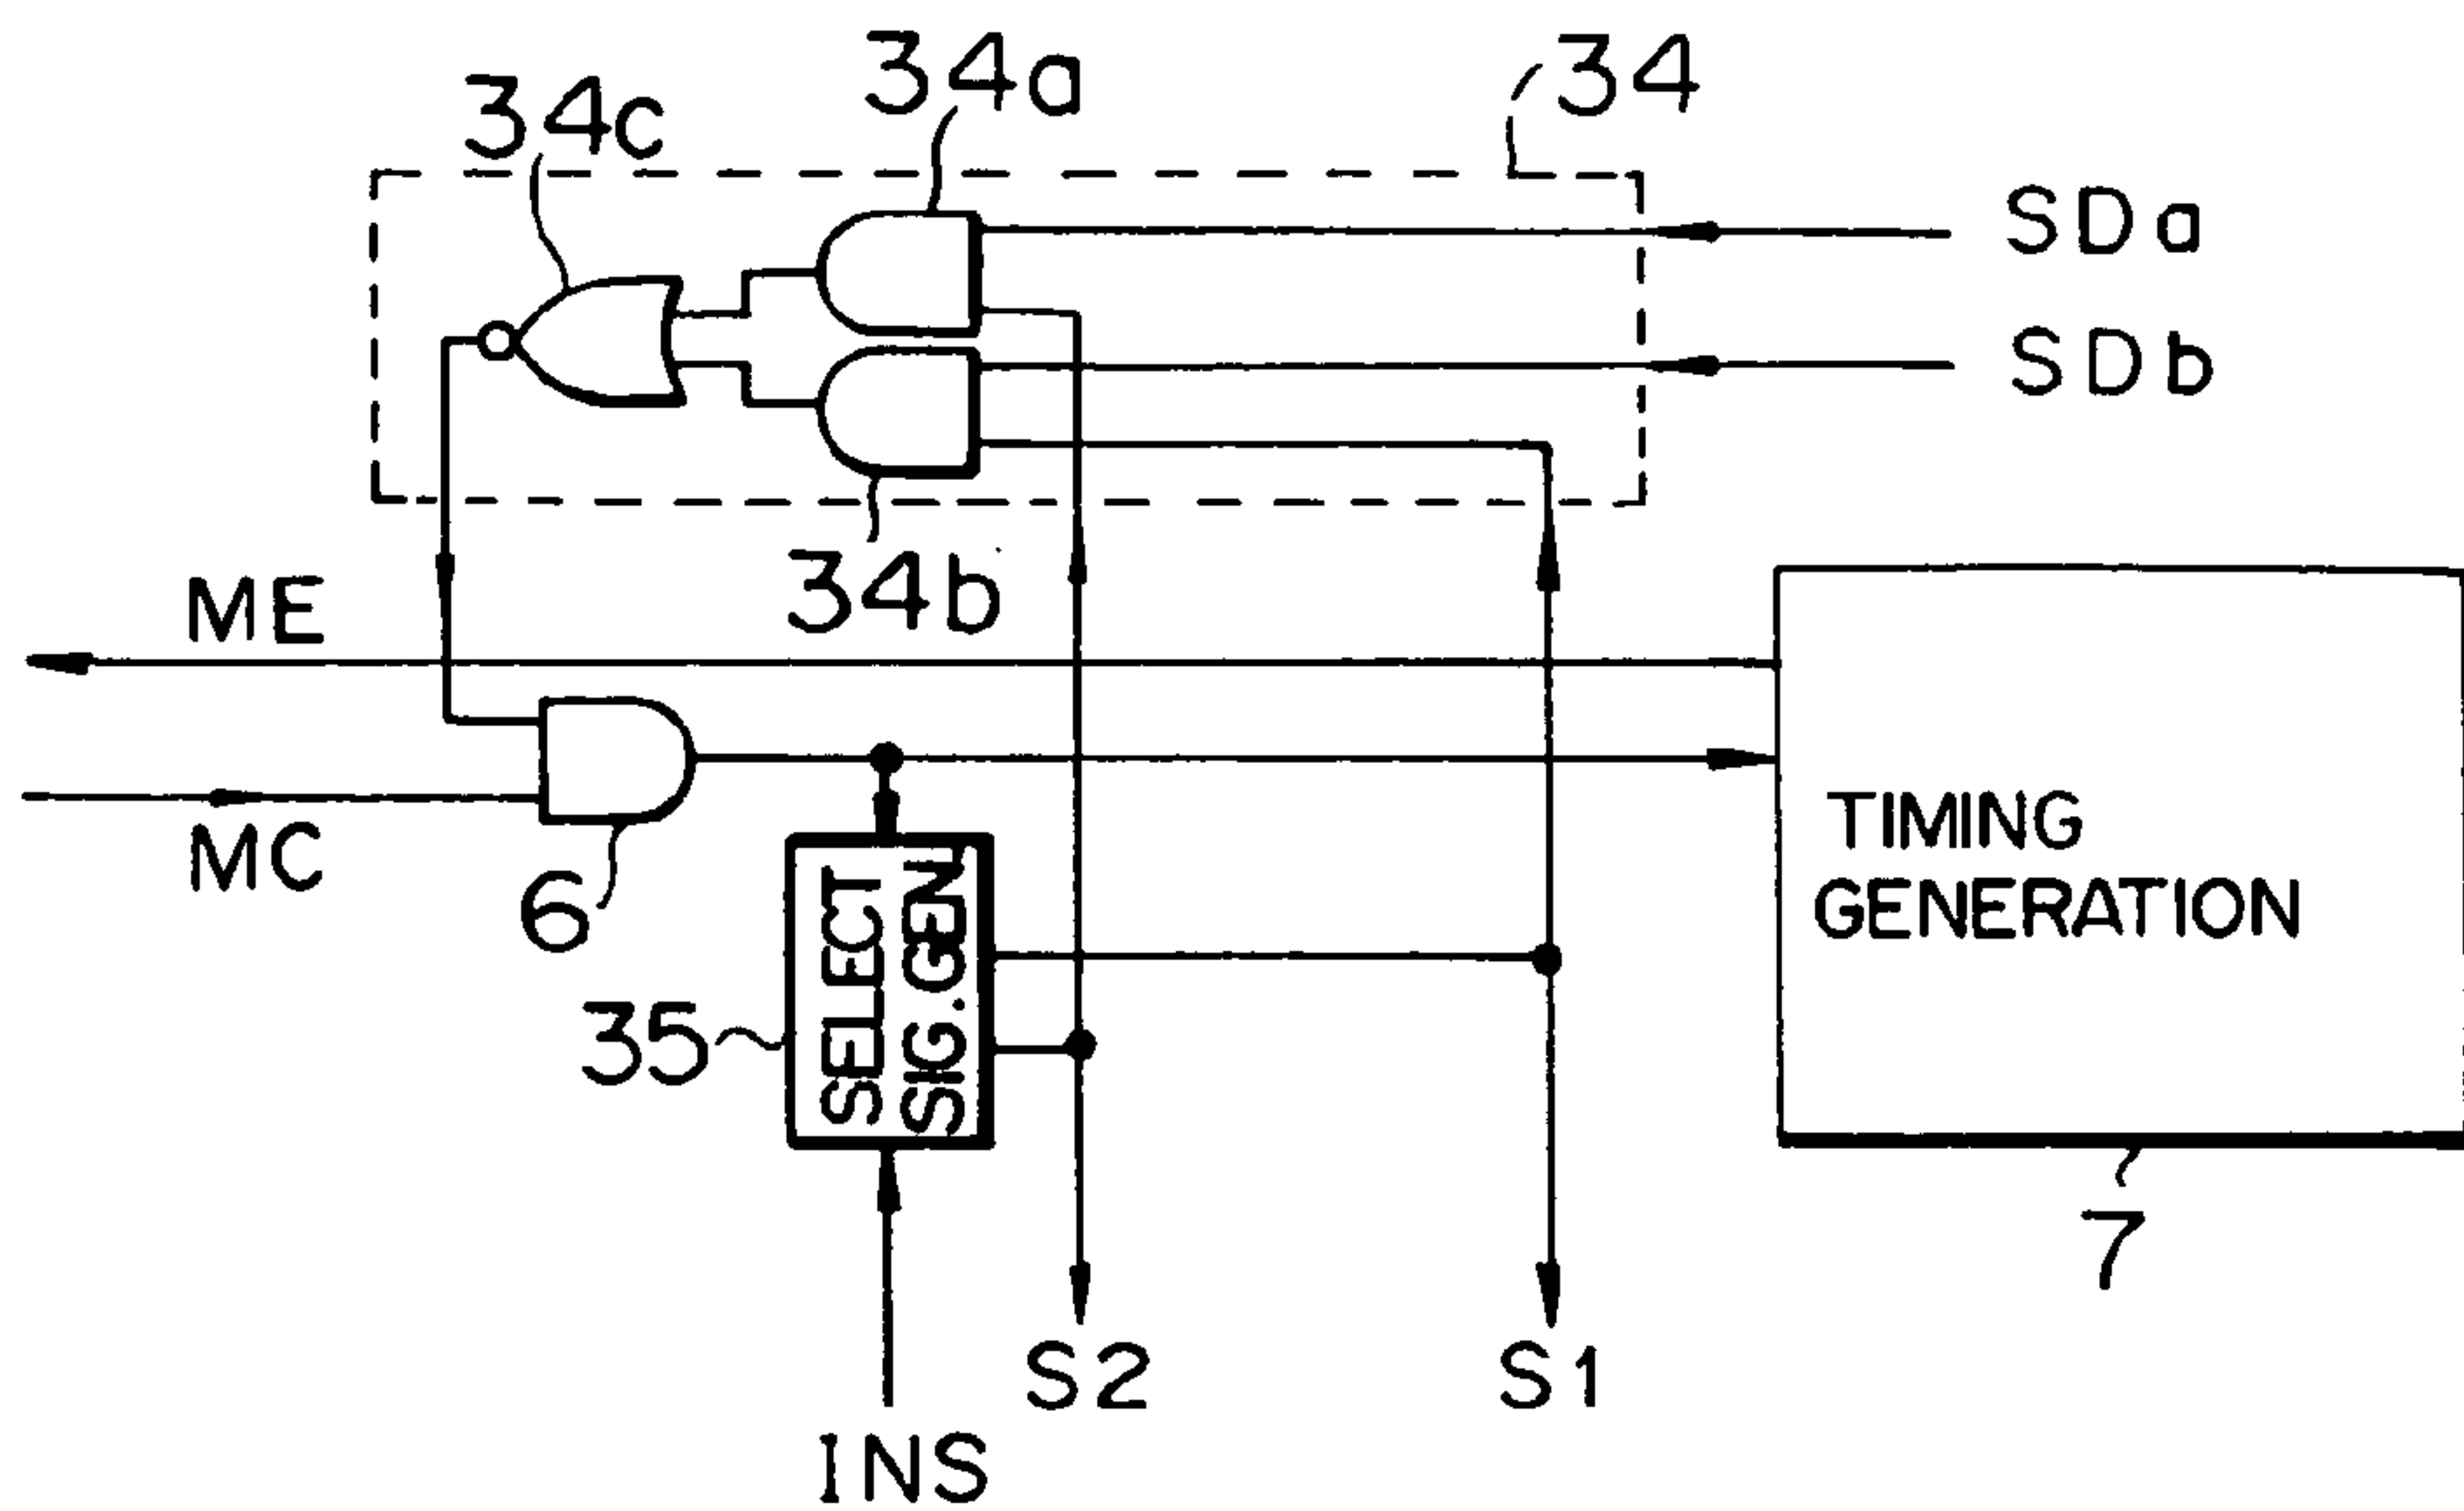 34c
34a
34
SDa
SDb
34b
ME
MC
6
TIMING
GENERATION
35
SELECT
SIG.GEN
7
S2
S1
INS